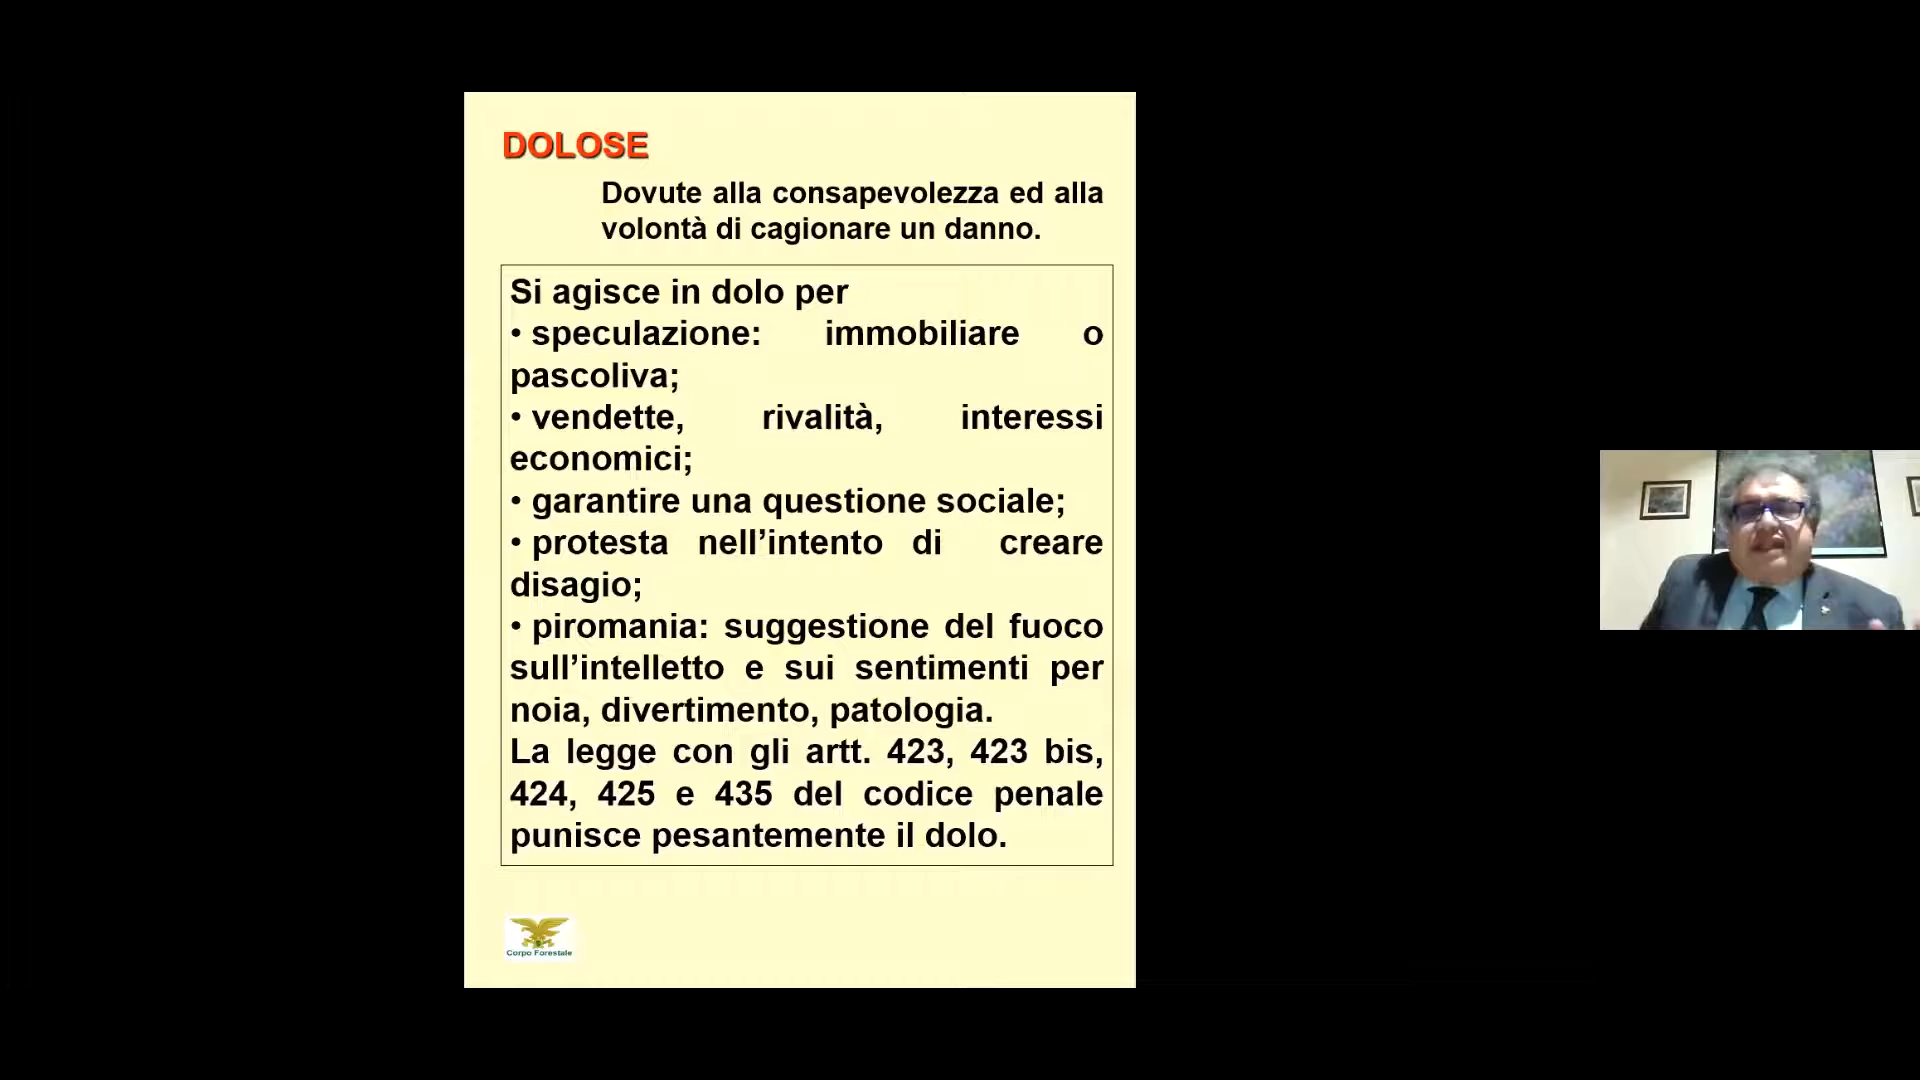 DOLOSE
Dovute alla consapevolezza ed alla
volontà di cagionare un danno.
Si agisce in dolo per
• speculazione: immobiliare o
pascoliva;
• vendette, rivalità, interessi
economici;
• garantire una questione sociale;
• protesta nell’intento di creare
disagio;
• piromania: suggestione del fuoco
sull’intelletto e sui sentimenti per
noia, divertimento, patologia.
La legge con gli artt. 423, 423 bis,
424, 425 e 435 del codice penale
punisce pesantemente il dolo.
Corpo Forestale